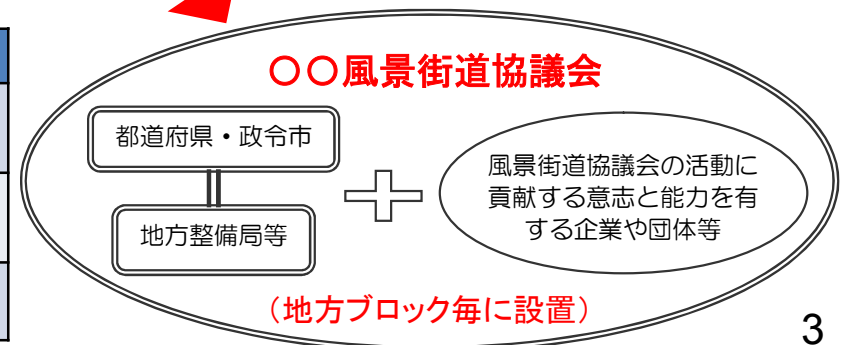 〇〇風景街道協議会
都道府県・政令市
地方整備局等
風景街道協議会の活動に
貢献する意志と能力を有
する企業や団体等
（地方ブロック毎に設置）
3